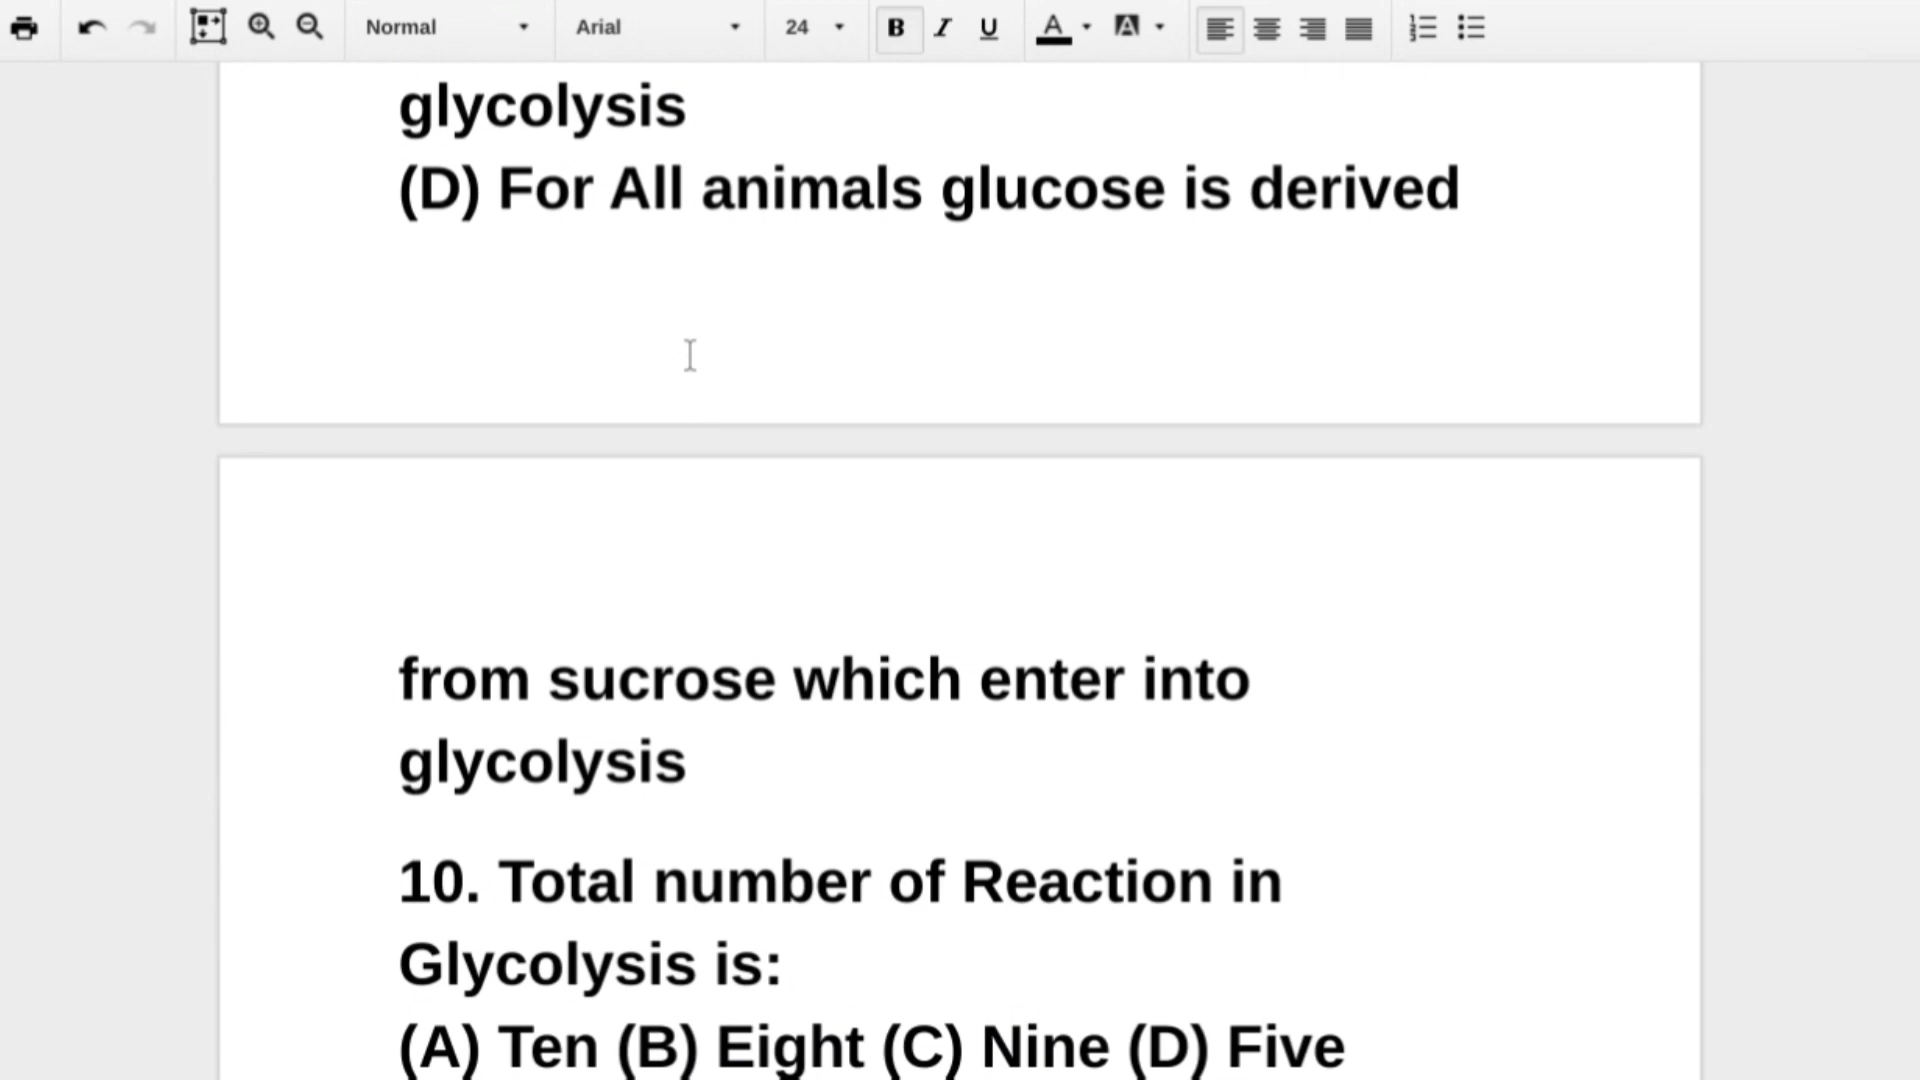 Normal Arial 24 B I U A A
glycolysis
(D) For All animals glucose is derived
from sucrose which enter into
glycolysis
10. Total number of Reaction in
Glycolysis is:
(A) Ten (B) Eight (C) Nine (D) Five